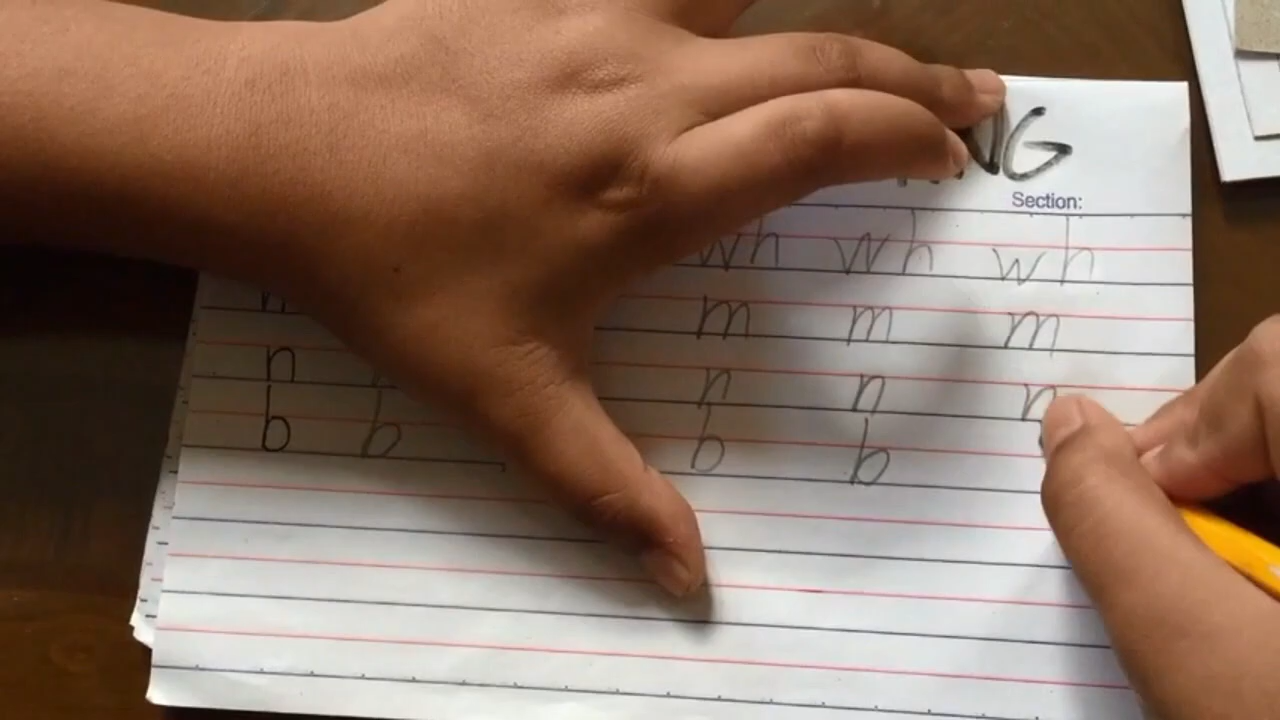 NG
Section:
wh wh wh
m m m
n n n n
b b b b